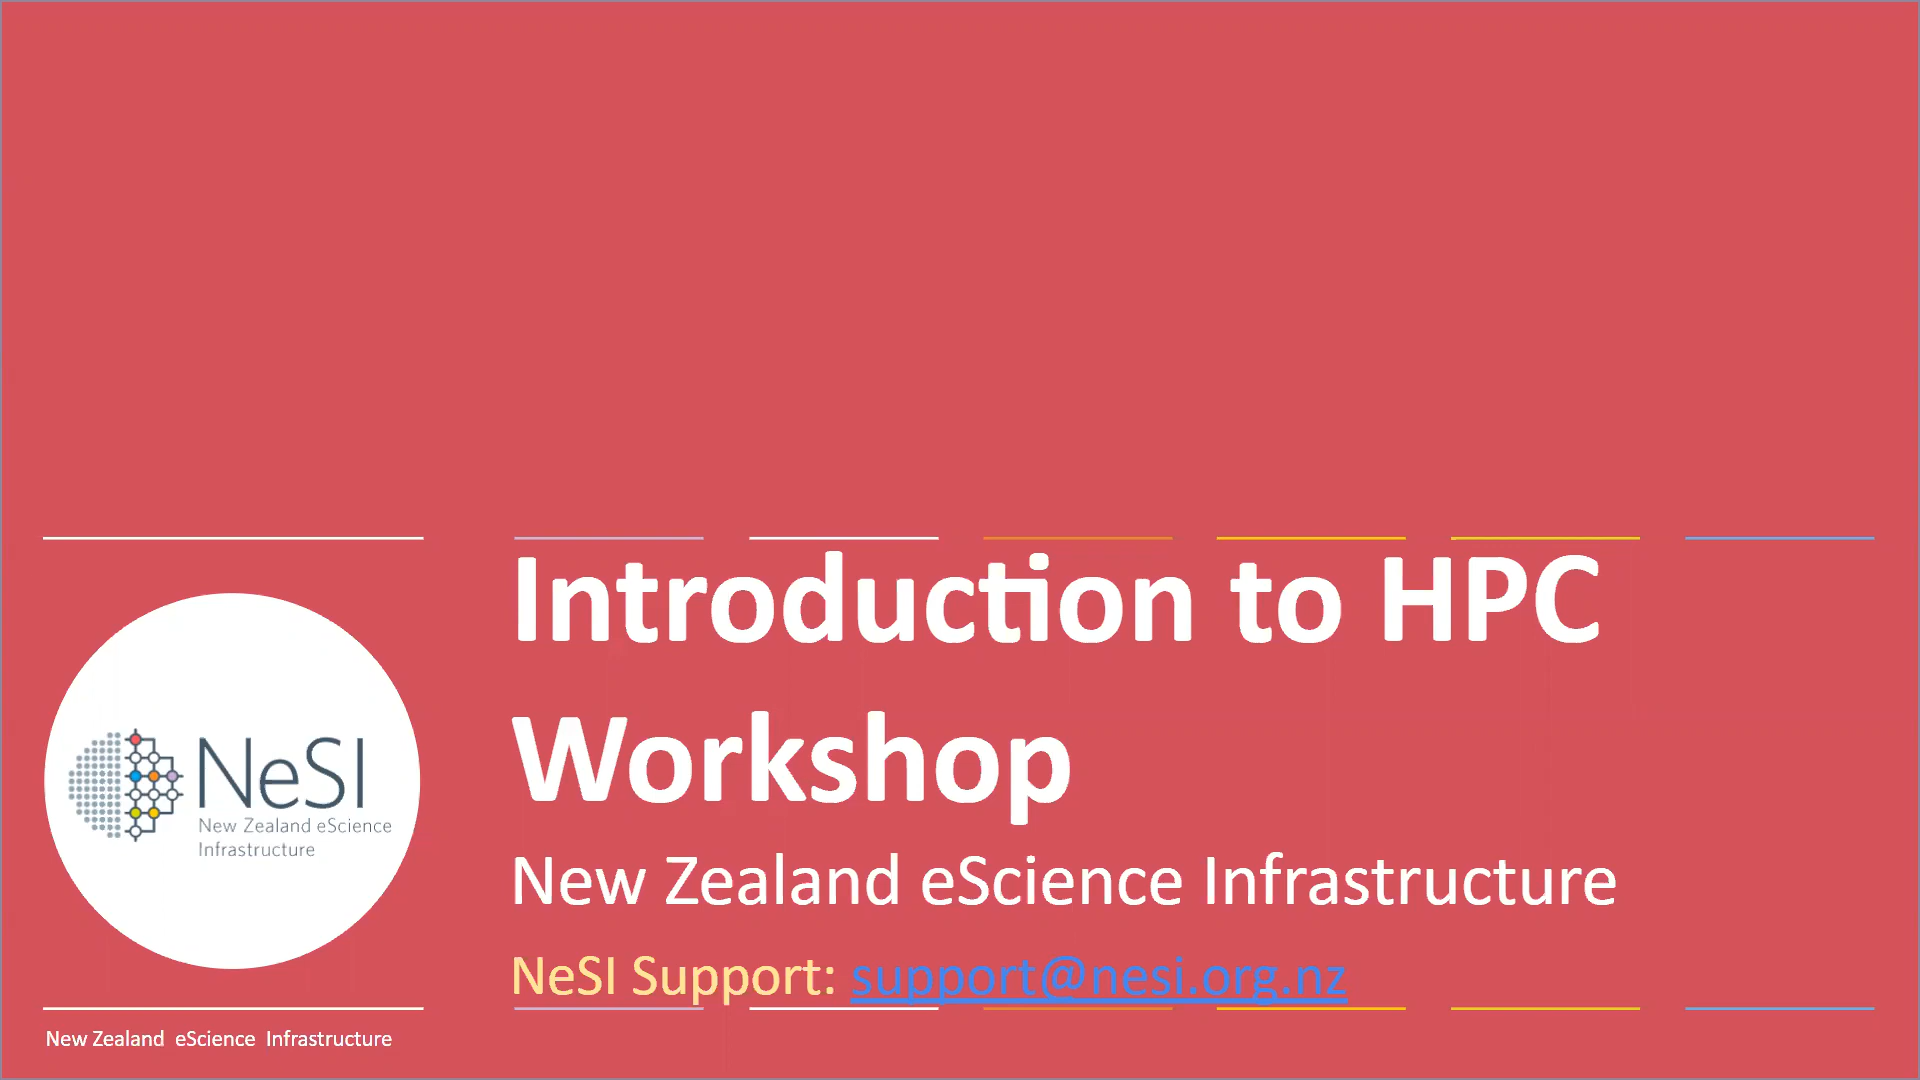 Introduction to HPC
Workshop
NeSI
New Zealand eScience
Infrastructure
New Zealand eScience Infrastructure
NeSI Support: support@nesi.org.nz
New Zealand eScience Infrastructure